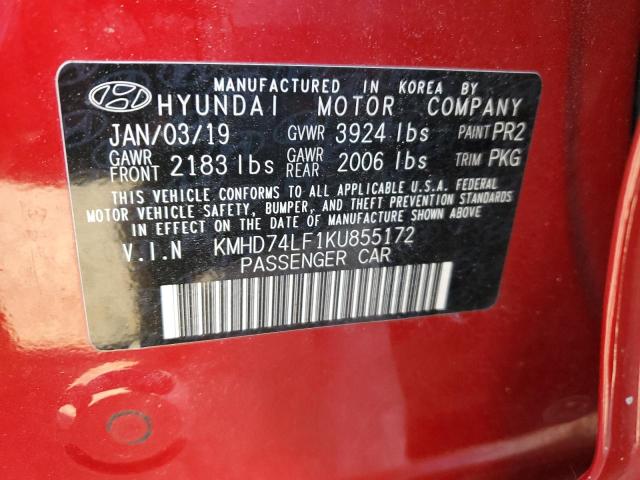 MANUFACTURED IN KOREA BY
HYUNDAI MOTOR COMPANY
JAN/03/19 GVWR 3924 lbs PAINT PR2
GAWR FRONT 2183 lbs GAWR REAR 2006 lbs TRIM PKG
THIS VEHICLE CONFORMS TO ALL APPLICABLE U.S.A. FEDERAL
MOTOR VEHICLE SAFETY, BUMPER, AND THEFT PREVENTION STANDARDS
IN EFFECT ON THE DATE OF MANUFACTURE SHOWN ABOVE.
V.I.N KMHD74LF1KU855172
PASSENGER CAR